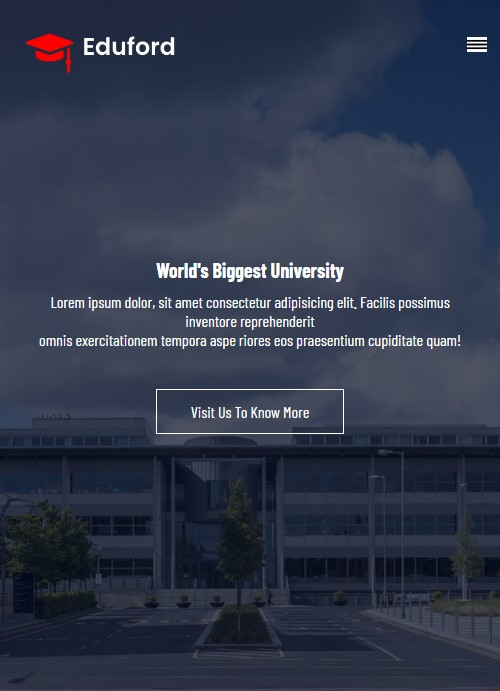 Eduford
World's Biggest University
Lorem ipsum dolor, sit amet consectetur adipisicing elit. Facilis possimus
inventore reprehenderit
omnis exercitationem tempora aspe riores eos praesentium cupiditate quam!
Visit Us To Know More